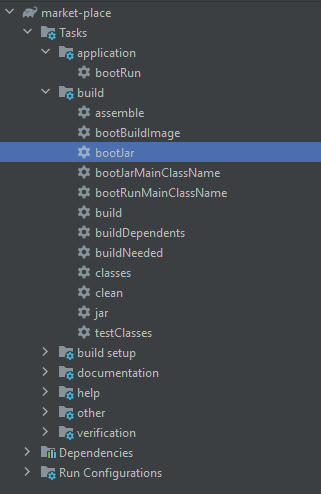 market-place
Tasks
application
bootRun
build
assemble
bootBuildImage
bootJar
bootJarMainClassName
bootRunMainClassName
build
buildDependents
buildNeeded
classes
clean
jar
testClasses
build setup
documentation
help
other
verification
Dependencies
Run Configurations